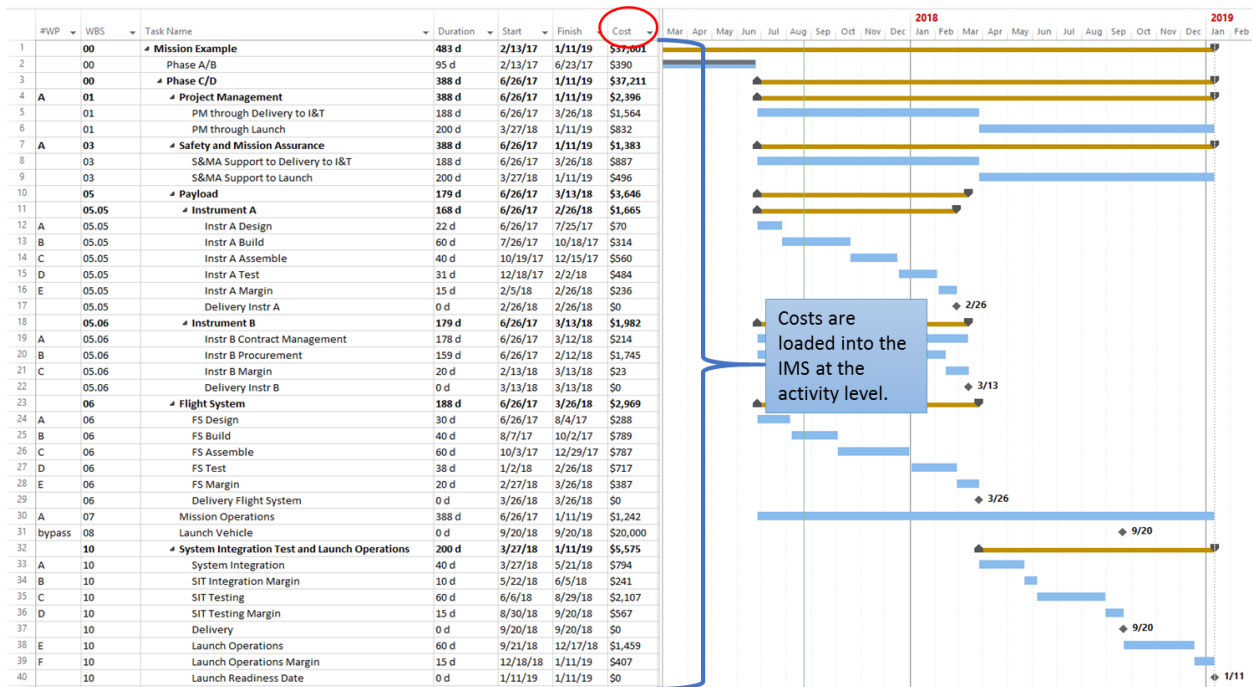 2018 2019
#WP WBS Task Name Duration Start Finish Cost Mar Apr May Jun Jul Aug Sep Oct Nov Dec Jan Feb Mar Apr May Jun Jul Aug Sep Oct Nov Dec Jan Feb
1 00 Mission Example 483 d 2/13/17 1/11/19 $37,601
2 00 Phase A/B 95 d 2/13/17 6/23/17 $390
3 00 Phase C/D 388 d 6/26/17 1/11/19 $37,211
4 A 01 Project Management 388 d 6/26/17 1/11/19 $2,396
5 01 PM through Delivery to I&T 188 d 6/26/17 3/26/18 $1,564
6 01 PM through Launch 200 d 3/27/18 1/11/19 $832
7 A 03 Safety and Mission Assurance 388 d 6/26/17 1/11/19 $1,383
8 03 S&MA Support to Delivery to I&T 188 d 6/26/17 3/26/18 $887
9 03 S&MA Support to Launch 200 d 3/27/18 1/11/19 $496
10 05 Payload 179 d 6/26/17 3/13/18 $3,646
11 05.05 Instrument A 168 d 6/26/17 2/26/18 $1,665
12 A 05.05 Instr A Design 22 d 6/26/17 7/25/17 $70
13 B 05.05 Instr A Build 60 d 7/26/17 10/18/17 $314
14 C 05.05 Instr A Assemble 40 d 10/19/17 12/15/17 $560
15 D 05.05 Instr A Test 31 d 12/18/17 2/2/18 $484
16 E 05.05 Instr A Margin 15 d 2/5/18 2/26/18 $236
17 05.05 Delivery Instr A 0 d 2/26/18 2/26/18 $0 2/26
18 05.06 Instrument B 179 d 6/26/17 3/13/18 $1,982
19 A 05.06 Instr B Contract Management 178 d 6/26/17 3/12/18 $214
20 B 05.06 Instr B Procurement 159 d 6/26/17 2/12/18 $1,745
21 C 05.06 Instr B Margin 20 d 2/13/18 3/13/18 $23
22 05.06 Delivery Instr B 0 d 3/13/18 3/13/18 $0 3/13
23 06 Flight System 188 d 6/26/17 3/26/18 $2,969
24 A 06 FS Design 30 d 6/26/17 8/4/17 $288
25 B 06 FS Build 40 d 8/7/17 10/2/17 $789
26 C 06 FS Assemble 60 d 10/3/17 12/29/17 $787
27 D 06 FS Test 38 d 1/2/18 2/26/18 $717
28 E 06 FS Margin 20 d 2/27/18 3/26/18 $387
29 06 Delivery Flight System 0 d 3/26/18 3/26/18 $0 3/26
30 A 07 Mission Operations 388 d 6/26/17 1/11/19 $1,242
31 bypass 08 Launch Vehicle 0 d 9/20/18 9/20/18 $20,000 9/20
32 10 System Integration Test and Launch Operations 200 d 3/27/18 1/11/19 $5,575
33 A 10 System Integration 40 d 3/27/18 5/21/18 $794
34 B 10 SIT Integration Margin 10 d 5/22/18 6/5/18 $241
35 C 10 SIT Testing 60 d 6/6/18 8/29/18 $2,107
36 D 10 SIT Testing Margin 15 d 8/30/18 9/20/18 $567
37 10 Delivery 0 d 9/20/18 9/20/18 $0 9/20
38 E 10 Launch Operations 60 d 9/21/18 12/17/18 $1,459
39 F 10 Launch Operations Margin 15 d 12/18/18 1/11/19 $407
40 10 Launch Readiness Date 0 d 1/11/19 1/11/19 $0 1/11
Costs are
loaded into the
IMS at the
activity level.